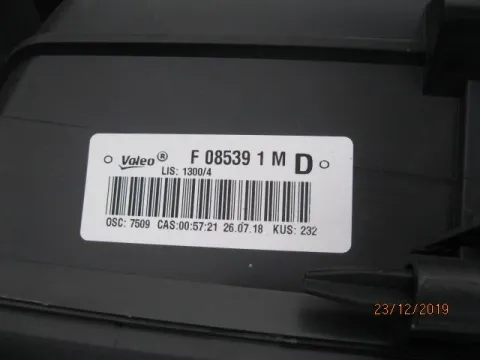 Valeo® F 08539 1 M D
LIS: 1300/4
OSC: 7509 CAS:00:57:21 26.07.18 KUS: 232
23/12/2019